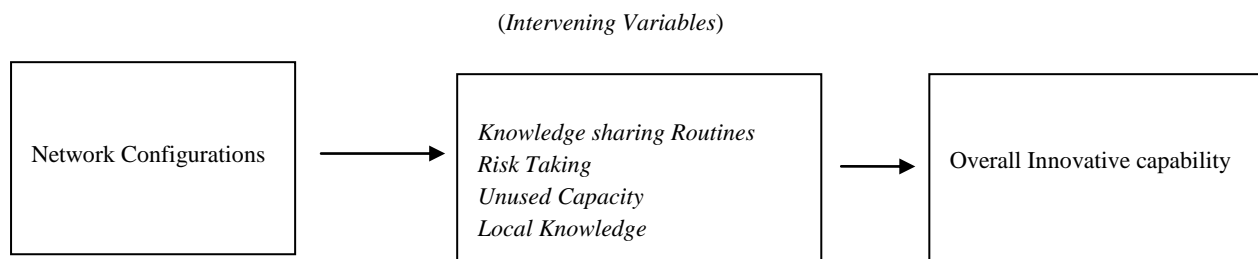 (Intervening Variables)
Network Configurations
Knowledge sharing Routines
Risk Taking
Unused Capacity
Local Knowledge
Overall Innovative capability